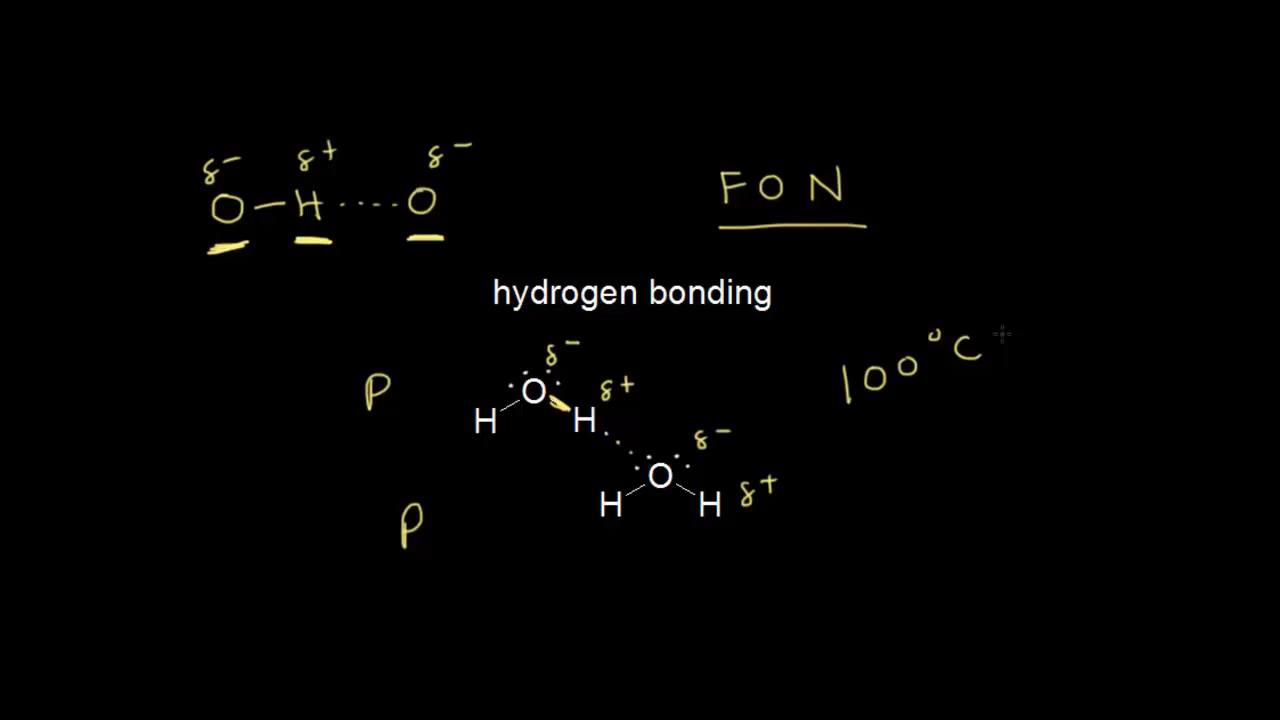 δ− δ+ δ−
O — H ···· O
F O N
hydrogen bonding
100°C
P
δ−
O
δ+
H H
δ−
O
δ+
H H
P